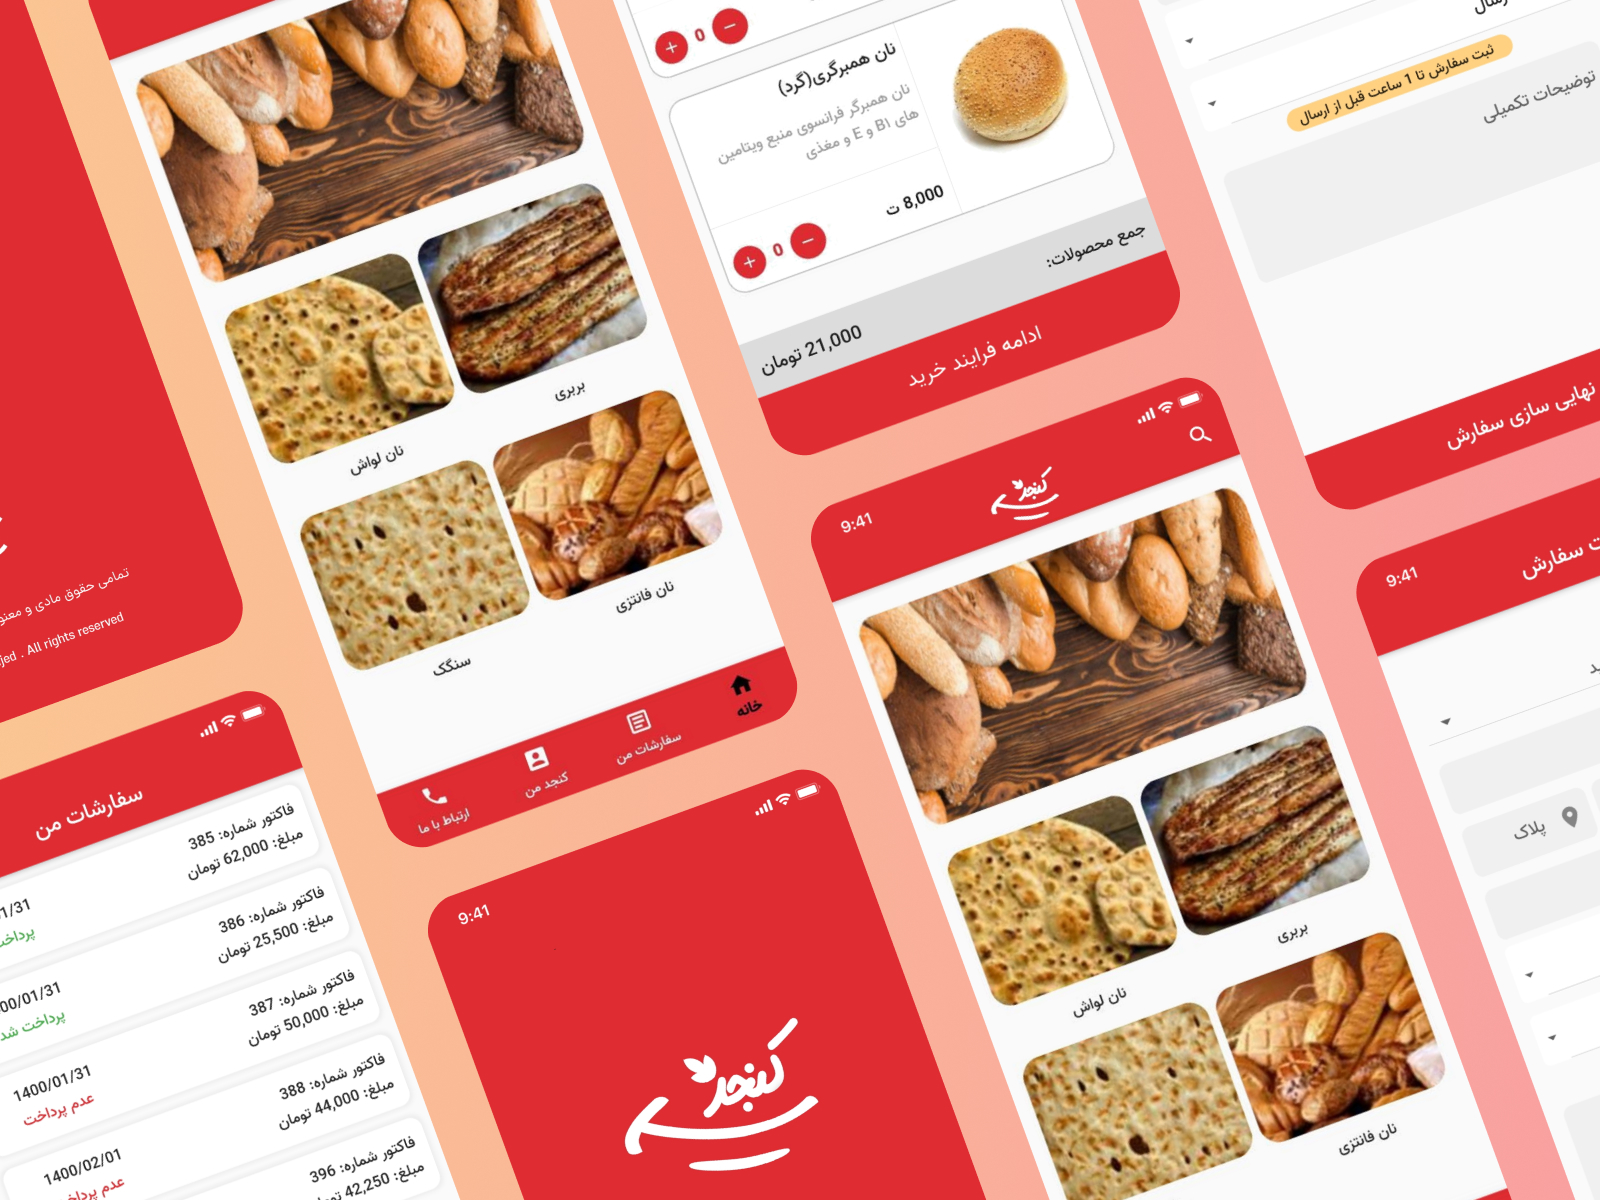 تمامی حقوق مادی و معنو
jed . All rights reserved
سفارشات من
فاکتور شماره: 385
مبلغ: 62,000 تومان
1/31
پرداخت
فاکتور شماره: 386
مبلغ: 25,500 تومان
00/01/31
پرداخت شد
فاکتور شماره: 387
مبلغ: 50,000 تومان
1400/01/31
عدم پرداخت
فاکتور شماره: 388
مبلغ: 44,000 تومان
1400/02/01
عدم پرداخ
فاکتور شماره: 396
مبلغ: 42,250 توما
بربری
نان لواش
نان فانتزی
سنگک
خانه
سفارشات من
کنجد من
ارتباط با ما
9:41
کنجد
0
نان همبرگری(گرد)
نان همبرگر فرانسوی منبع ویتامین
های B1 و E و مغذی
8,000 ت
0
جمع محصولات:
21,000 تومان
ادامه فرایند خرید
9:41
کنجد
بربری
نان لواش
نان فانتزی
ثبت سفارش تا 1 ساعت قبل از ارسال
توضیحات تکمیلی
نهایی سازی سفارش
9:41
ت سفارش
پلاک